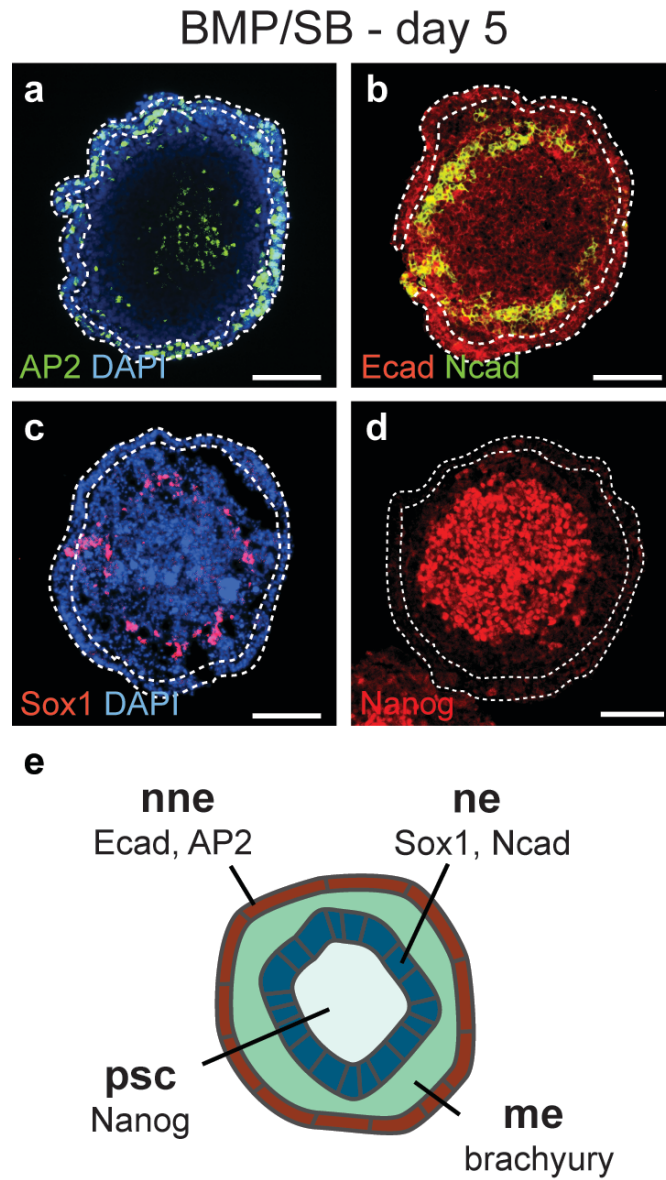 BMP/SB - day 5
a
AP2 DAPI
b
Ecad Ncad
c
Sox1 DAPI
d
Nanog
e
nne
Ecad, AP2
ne
Sox1, Ncad
psc
Nanog
me
brachyury